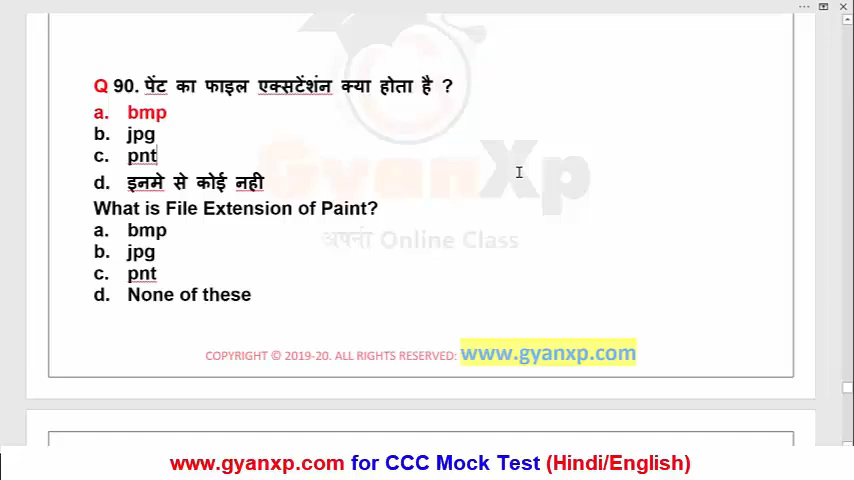 Q 90. पेंट का फाइल एक्सटेंशंन क्या होता है ?
a. bmp
b. jpg
c. pnt
d. इनमे से कोई नही
What is File Extension of Paint?
a. bmp
b. jpg
c. pnt
d. None of these
GyanXp
अपनी Online Class
COPYRIGHT © 2019-20. ALL RIGHTS RESERVED: www.gyanxp.com
www.gyanxp.com for CCC Mock Test (Hindi/English)